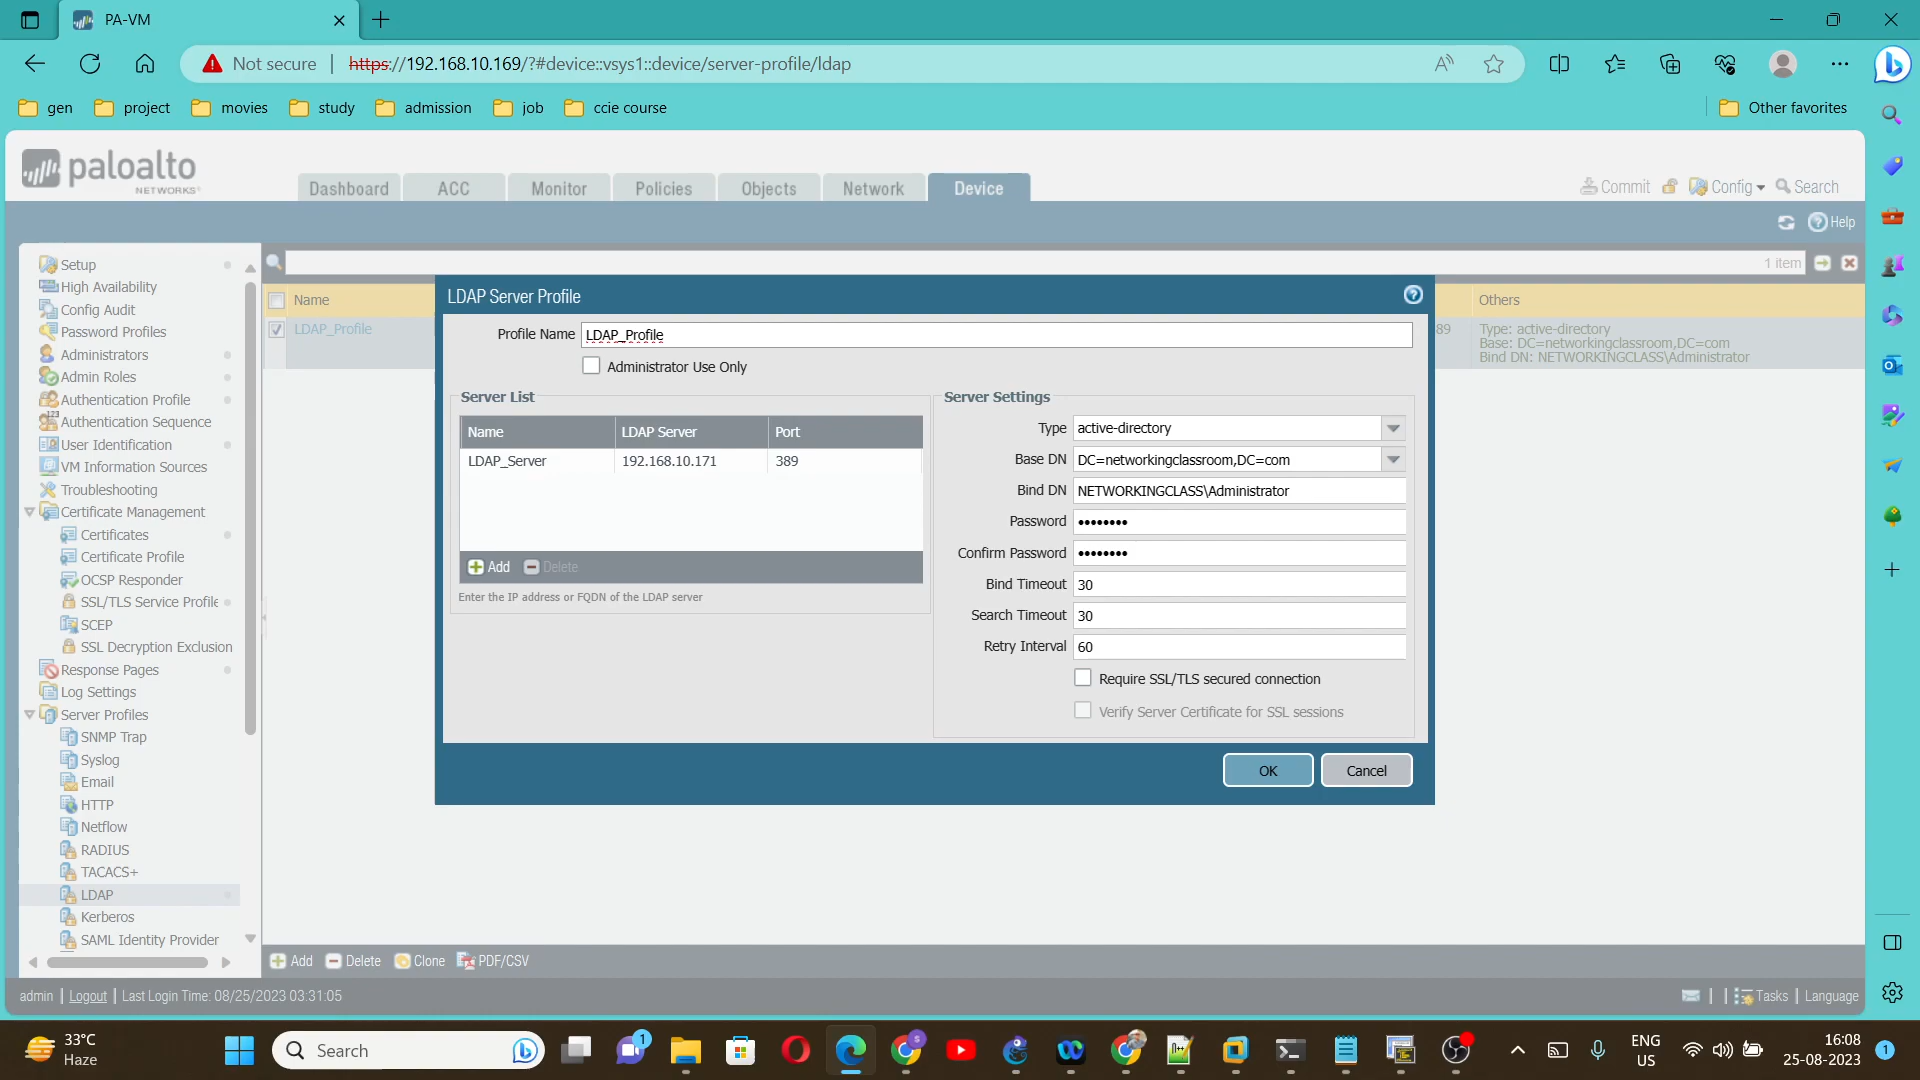 PA-VM
Not secure
https://192.168.10.169/?#device::vsys1::device/server-profile/ldap
gen
project
movies
study
admission
job
ccie course
Other favorites
paloalto
NETWORKS
Dashboard
ACC
Monitor
Policies
Objects
Network
Device
Commit
Config
Search
Help
Setup
High Availability
Config Audit
Password Profiles
Administrators
Admin Roles
Authentication Profile
Authentication Sequence
User Identification
VM Information Sources
Troubleshooting
Certificate Management
Certificates
Certificate Profile
OCSP Responder
SSL/TLS Service Profile
SCEP
SSL Decryption Exclusion
Response Pages
Log Settings
Server Profiles
SNMP Trap
Syslog
Email
HTTP
Netflow
RADIUS
TACACS+
LDAP
Kerberos
SAML Identity Provider
1 item
Name
Others
LDAP_Profile
89
Type: active-directory
Base: DC=networkingclassroom,DC=com
Bind DN: NETWORKINGCLASS\Administrator
LDAP Server Profile
Profile Name LDAP_Profile
Administrator Use Only
Server List
Name LDAP Server Port
LDAP_Server 192.168.10.171 389
Add Delete
Enter the IP address or FQDN of the LDAP server
Server Settings
Type active-directory
Base DN DC=networkingclassroom,DC=com
Bind DN NETWORKINGCLASS\Administrator
Password ••••••••
Confirm Password ••••••••
Bind Timeout 30
Search Timeout 30
Retry Interval 60
Require SSL/TLS secured connection
Verify Server Certificate for SSL sessions
OK
Cancel
Add Delete Clone PDF/CSV
admin | Logout | Last Login Time: 08/25/2023 03:31:05
Tasks | Language
33°C
Haze
Search
1
ENG
US
16:08
25-08-2023
1